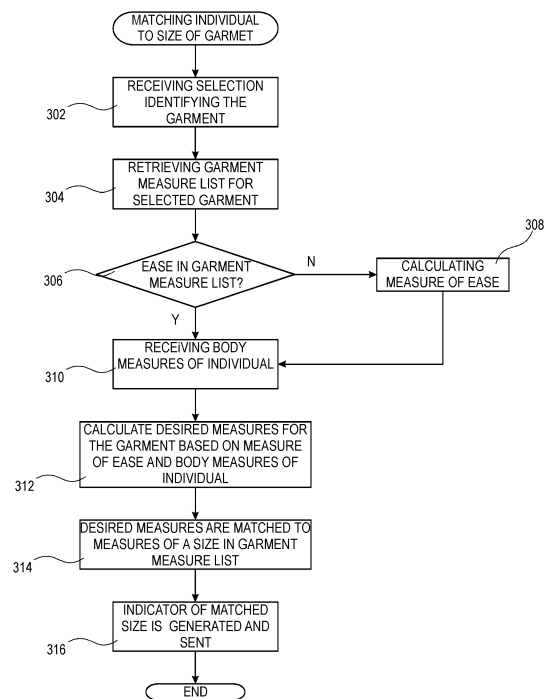 MATCHING INDIVIDUAL
TO SIZE OF GARMET
RECEIVING SELECTION
IDENTIFYING THE
GARMENT
302
RETRIEVING GARMENT
MEASURE LIST FOR
SELECTED GARMENT
304
308
EASE IN GARMENT
MEASURE LIST?
306
N
CALCULATING
MEASURE OF EASE
Y
RECEiVING BODY
MEASURES OF INDIVIDUAL
310
CALCULATE DESIRED MEASURES FOR
THE GARMENT BASED ON MEASURE
OF EASE AND BODY MEASURES OF
INDIVIDUAL
312
DESIRED MEASURES ARE MATCHED TO
MEASURES OF A SIZE IN GARMENT
MEASURE LIST
314
INDICATOR OF MATCHED
SIZE IS GENERATED AND
SENT
316
END